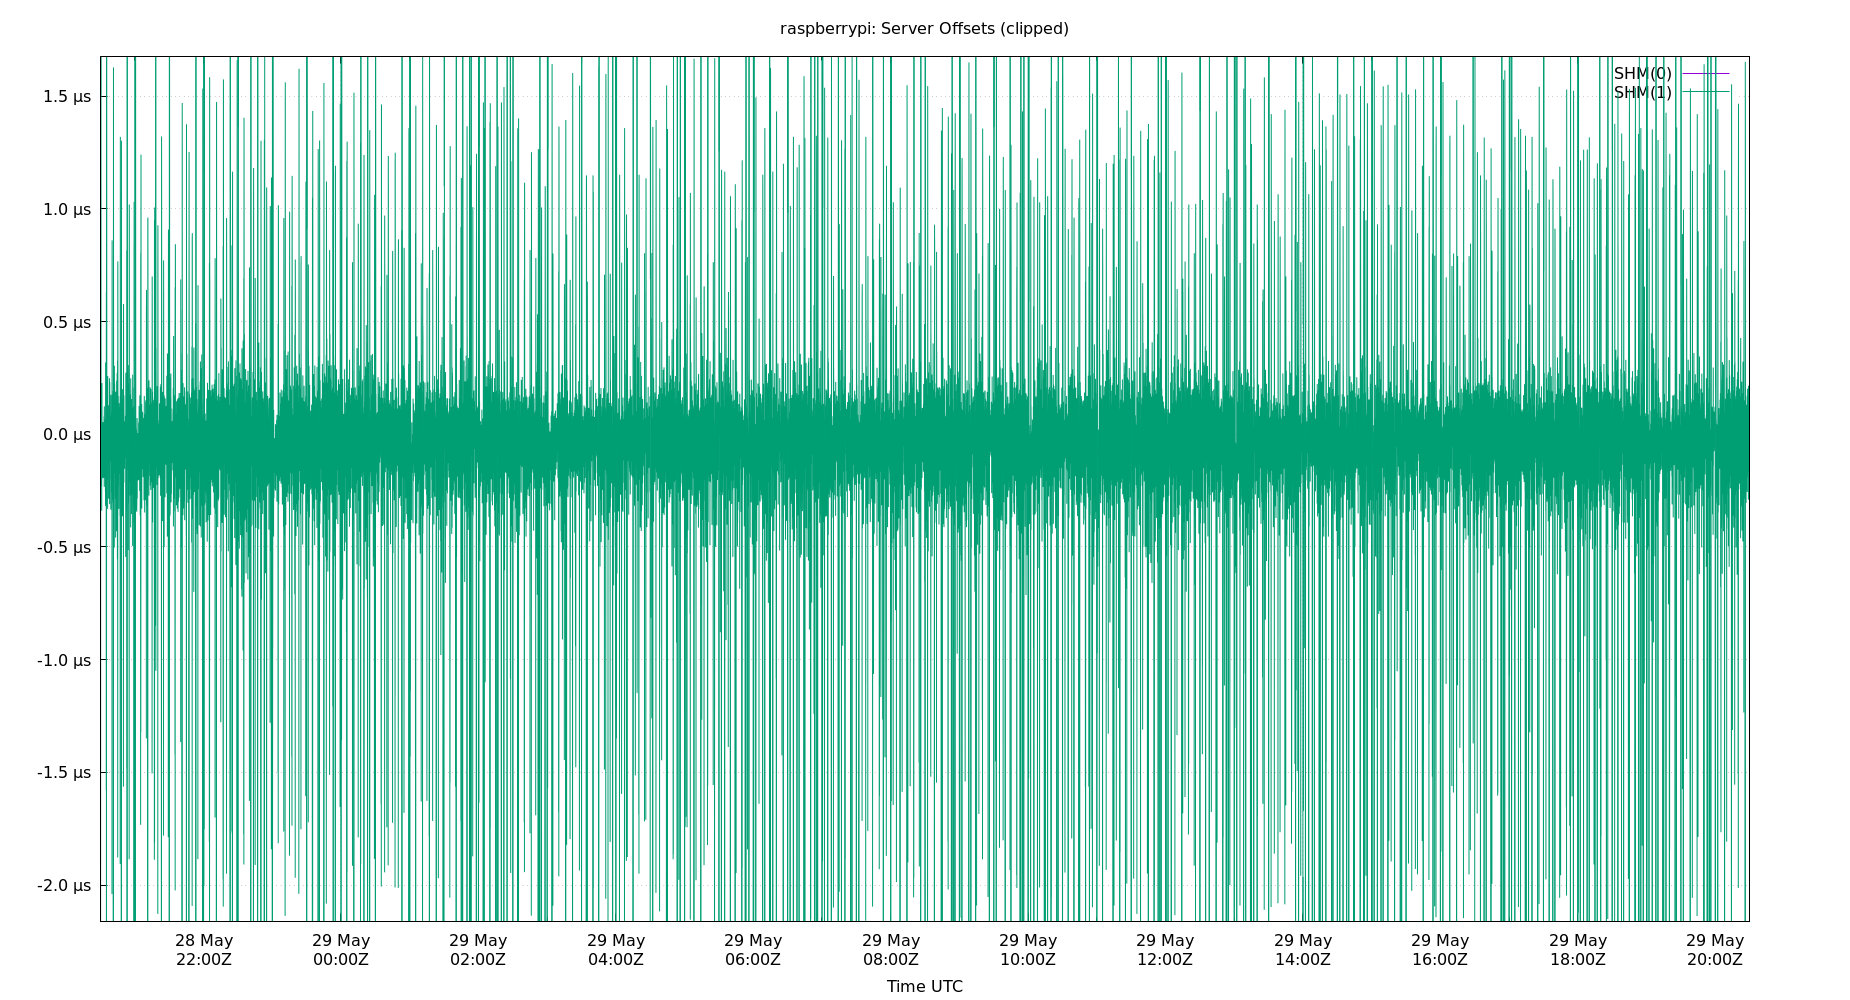 raspberrypi: Server Offsets (clipped)
SHM(0)
SHM(1)
1.5 µs
1.0 µs
0.5 µs
0.0 µs
-0.5 µs
-1.0 µs
-1.5 µs
-2.0 µs
28 May 29 May 29 May 29 May 29 May 29 May 29 May 29 May 29 May 29 May 29 May 29 May
22:00Z 00:00Z 02:00Z 04:00Z 06:00Z 08:00Z 10:00Z 12:00Z 14:00Z 16:00Z 18:00Z 20:00Z
Time UTC